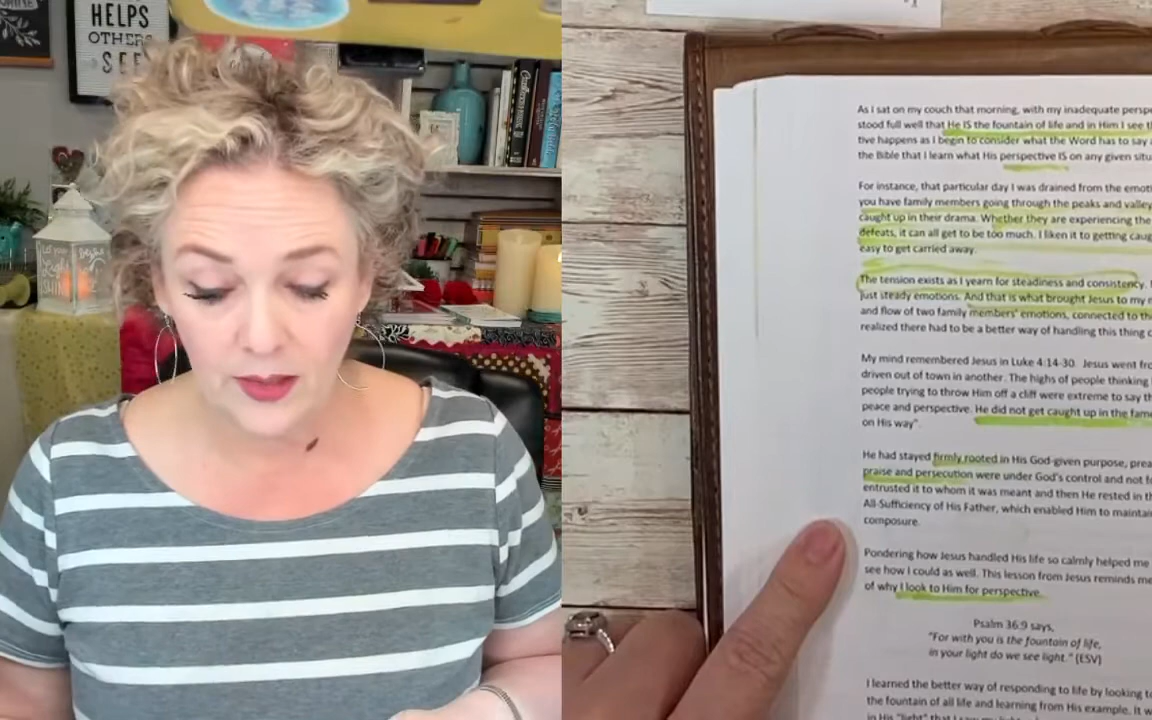 HELPS
OTHERS
SEE
As I sat on my couch that morning, with my inadequate perspe
stood full well that He IS the fountain of life and in Him I see th
tive happens as I begin to consider what the Word has to say a
the Bible that I learn what His perspective IS on any given situ
For instance, that particular day I was drained from the emoti
you have family members going through the peaks and valley
caught up in their drama. Whether they are experiencing the
defeats, it can all get to be too much. I liken it to getting caug
easy to get carried away.
The tension exists as I yearn for steadiness and consistency.
just steady emotions. And that is what brought Jesus to my m
and flow of two family members' emotions, connected to the
realized there had to be a better way of handling this thing c
My mind remembered Jesus in Luke 4:14-30. Jesus went fro
driven out of town in another. The highs of people thinking
people trying to throw Him off a cliff were extreme to say th
peace and perspective. He did not get caught up in the fame
on His way".
He had stayed firmly rooted in His God-given purpose, prea
praise and persecution were under God's control and not fo
entrusted it to whom it was meant and then He rested in th
All-Sufficiency of His Father, which enabled Him to maintai
composure.
Pondering how Jesus handled His life so calmly helped me
see how I could as well. This lesson from Jesus reminds me
of why I look to Him for perspective.
Psalm 36:9 says,
"For with you is the fountain of life,
in your light do we see light." (ESV)
I learned the better way of responding to life by looking to
the fountain of all life and learning from His example. It w